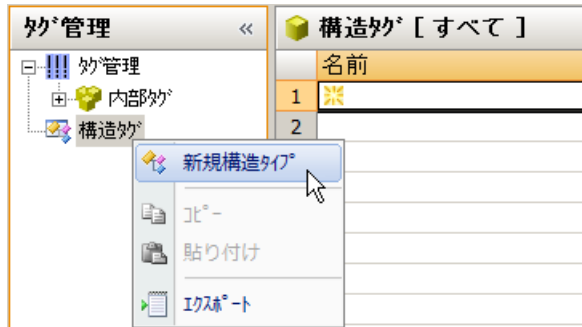 ﾀｸﾞ管理 «
ﾀｸﾞ管理
内部ﾀｸﾞ
構造ﾀｸﾞ
新規構造ﾀｲﾌﾟ
ｺﾋﾟｰ
貼り付け
ｴｸｽﾎﾟｰﾄ
構造ﾀｸﾞ [ すべて ]
名前
1
2